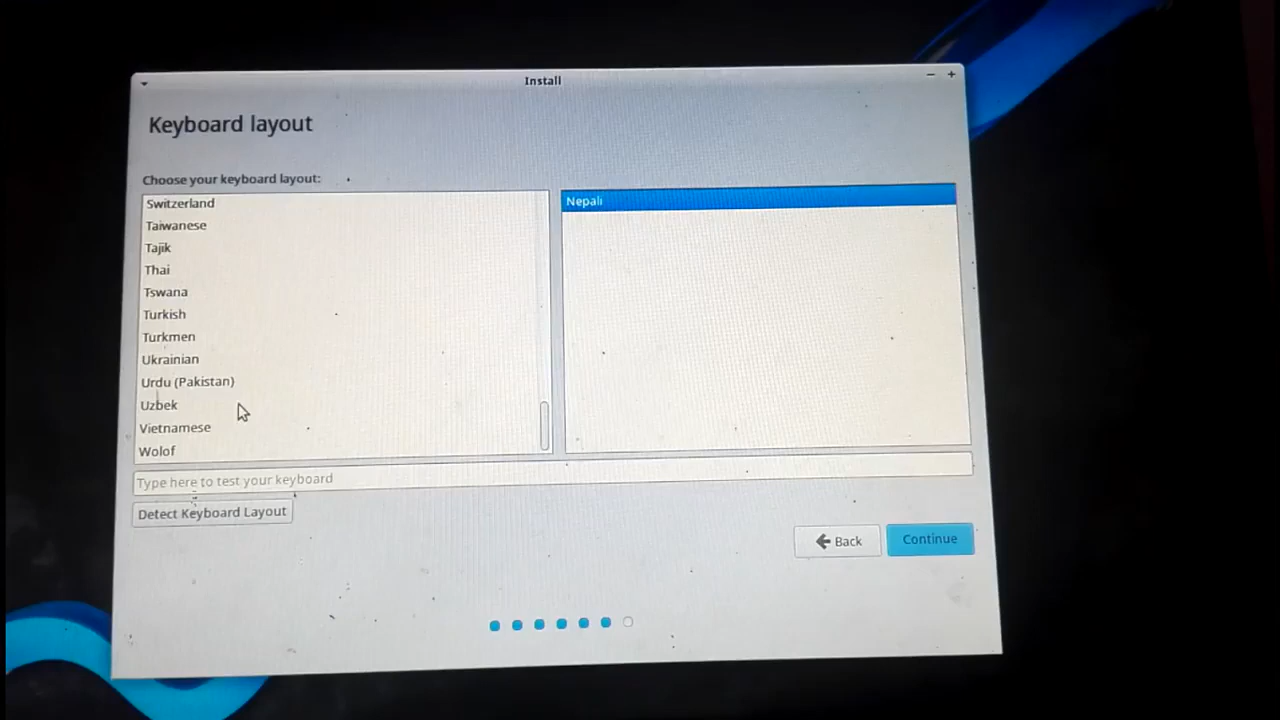 Install
Keyboard layout
Choose your keyboard layout:
Switzerland
Taiwanese
Tajik
Thai
Tswana
Turkish
Turkmen
Ukrainian
Urdu (Pakistan)
Uzbek
Vietnamese
Wolof
Nepali
Type here to test your keyboard
Detect Keyboard Layout
Back
Continue